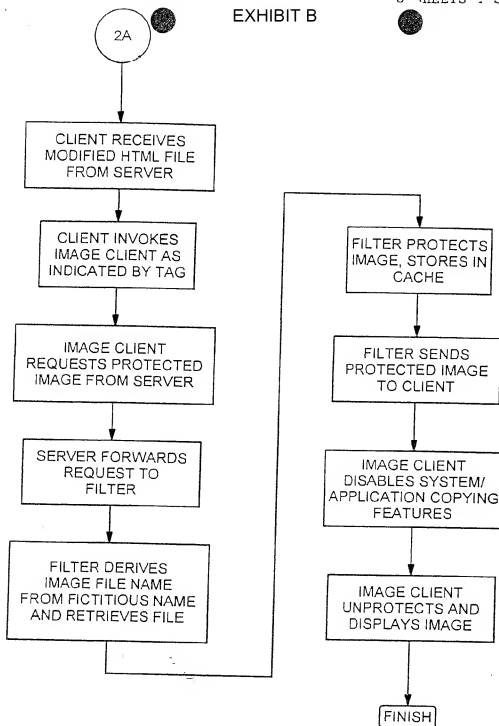 EXHIBIT B
2A
CLIENT RECEIVES
MODIFIED HTML FILE
FROM SERVER
CLIENT INVOKES
IMAGE CLIENT AS
INDICATED BY TAG
IMAGE CLIENT
REQUESTS PROTECTED
IMAGE FROM SERVER
SERVER FORWARDS
REQUEST TO
FILTER
FILTER DERIVES
IMAGE FILE NAME
FROM FICTITIOUS NAME
AND RETRIEVES FILE
FILTER PROTECTS
IMAGE, STORES IN
CACHE
FILTER SENDS
PROTECTED IMAGE
TO CLIENT
IMAGE CLIENT
DISABLES SYSTEM/
APPLICATION COPYING
FEATURES
IMAGE CLIENT
UNPROTECTS AND
DISPLAYS IMAGE
FINISH